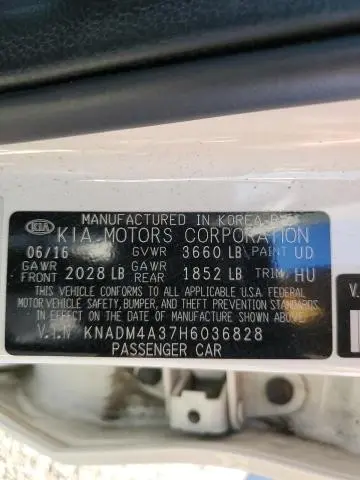 MANUFACTURED IN KOREA
KIA KIA MOTORS CORPORATION
06/16 GVWR 3660 LB PAINT UD
GAWR FRONT 2028 LB GAWR REAR 1852 LB TRIM HU
THIS VEHICLE CONFORMS TO ALL APPLICABLE U.S.A. FEDERAL
MOTOR VEHICLE SAFETY, BUMPER, AND THEFT PREVENTION STANDARDS
IN EFFECT ON THE DATE OF MANUFACTURE SHOWN ABOVE.
V.I.N KNADM4A37H6036828
PASSENGER CAR
V.